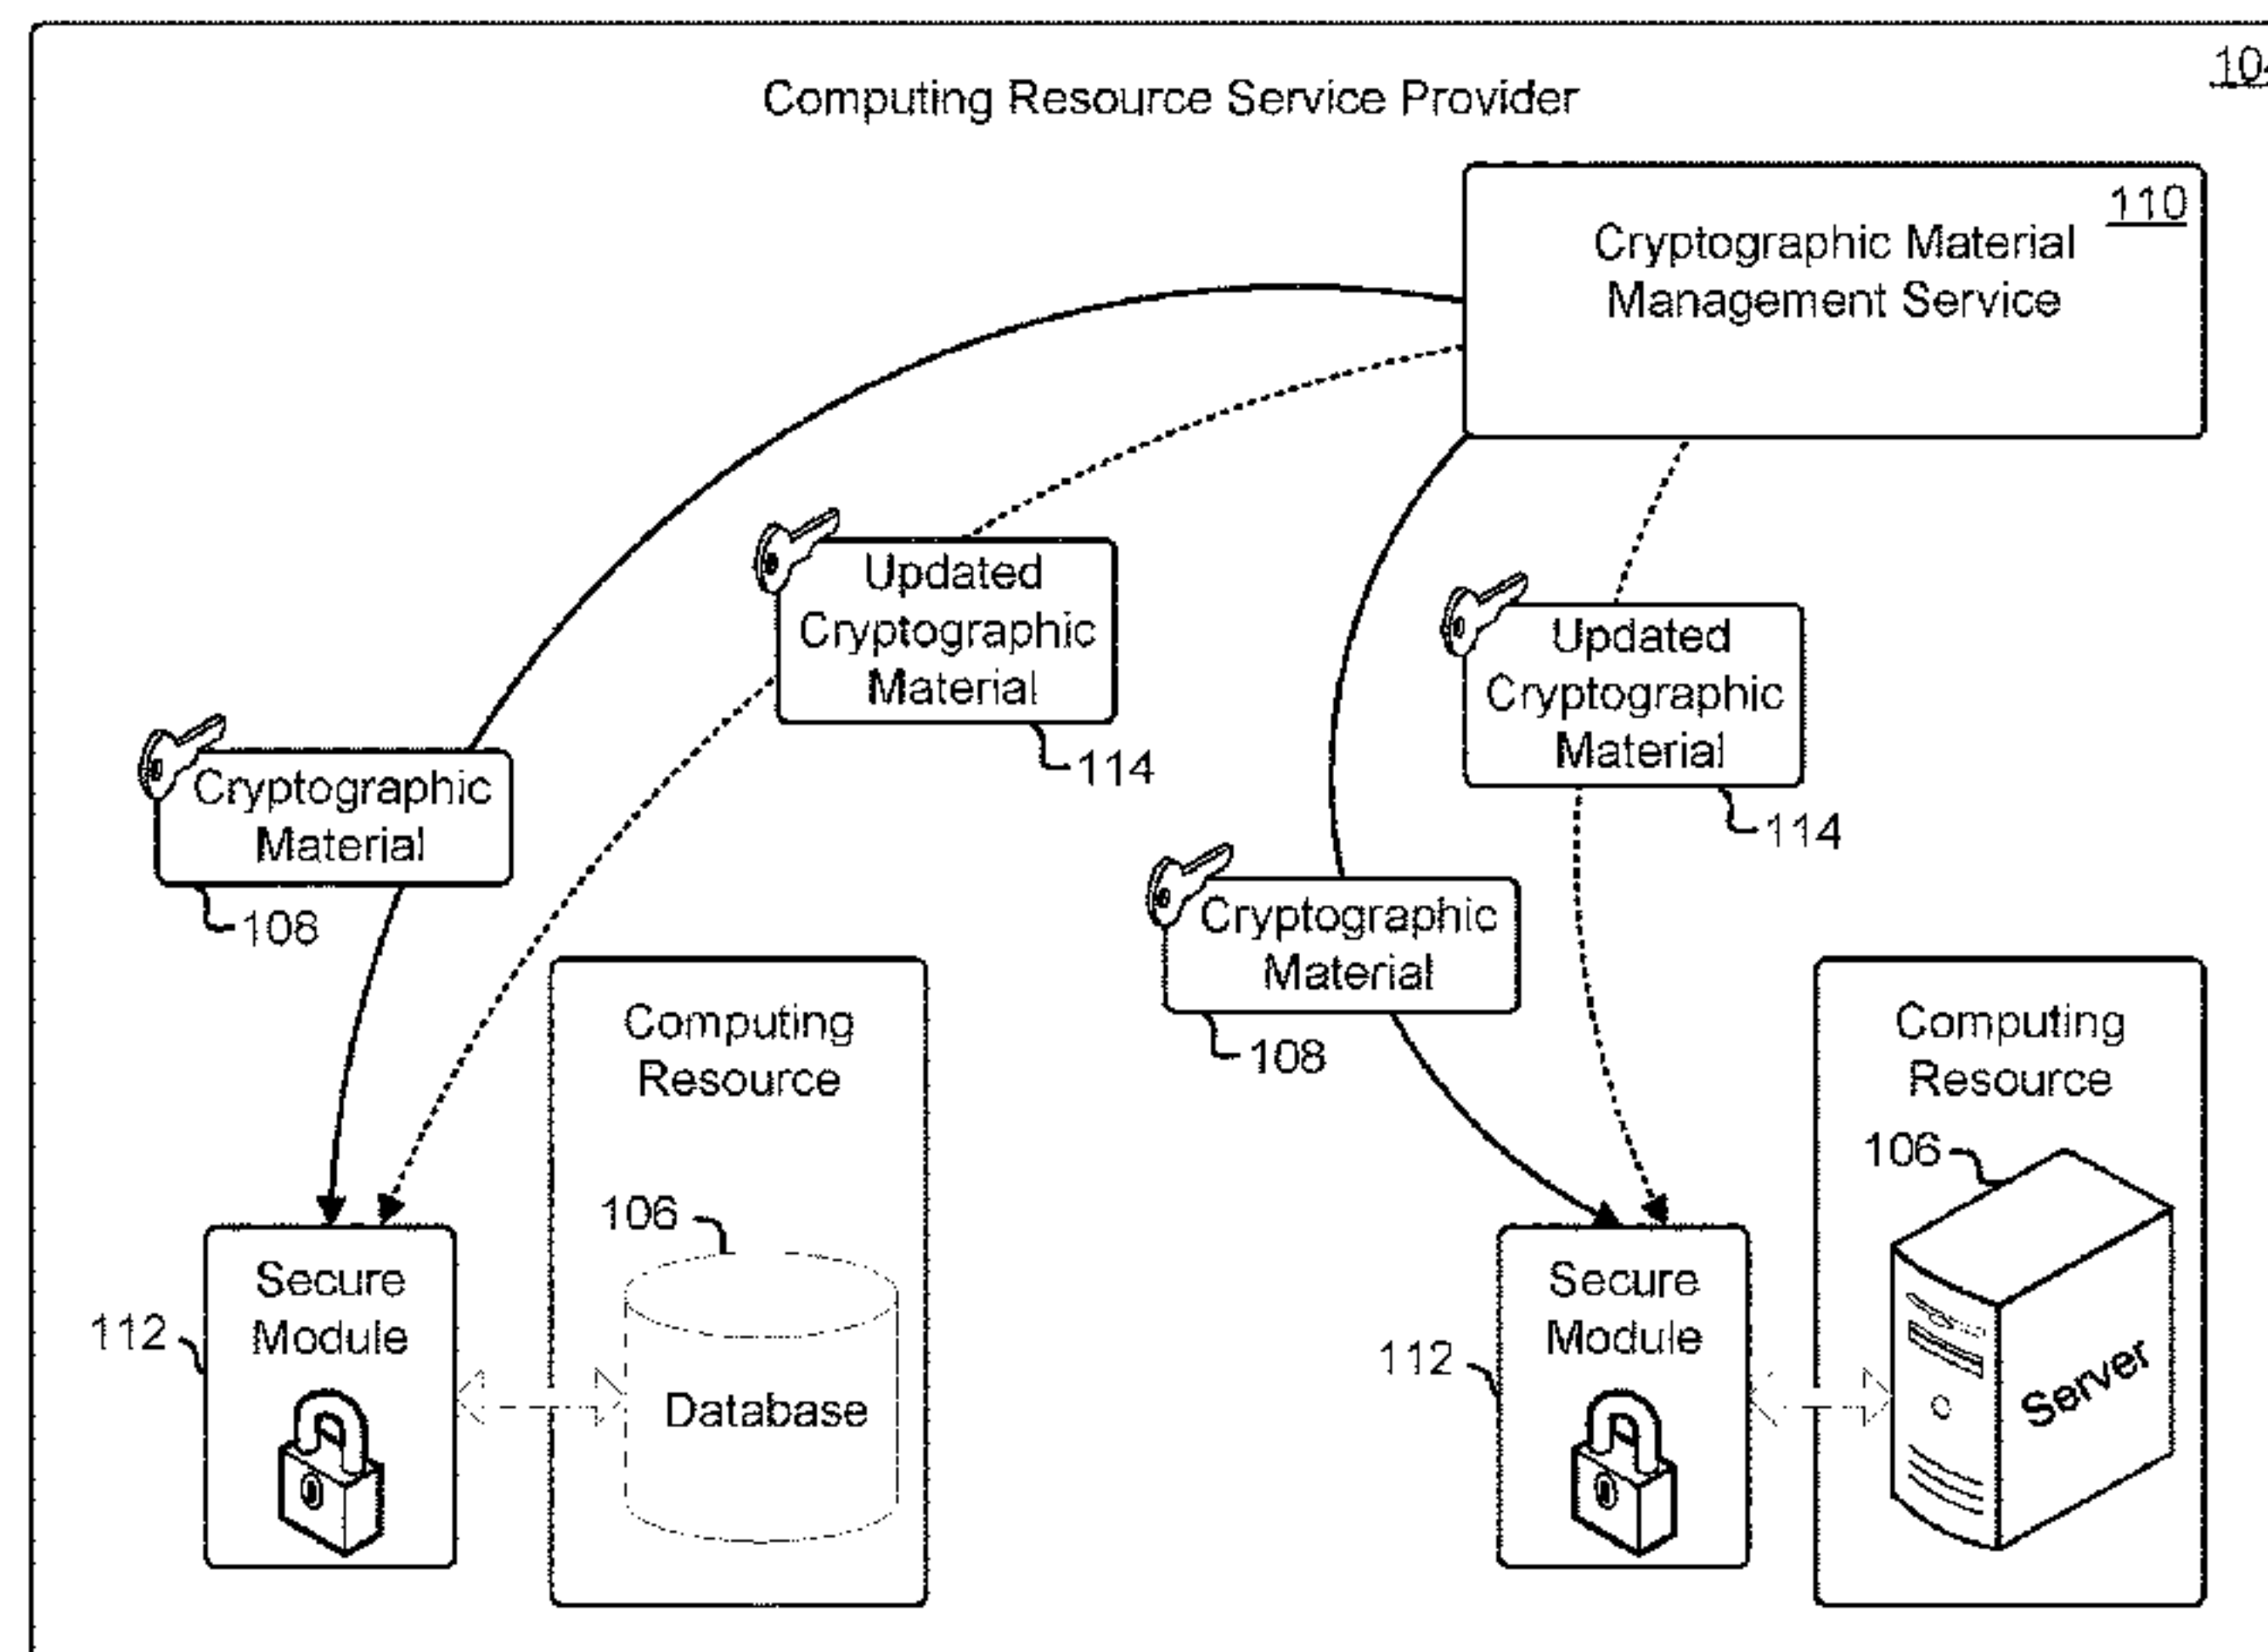 104
Computing Resource Service Provider
110
Cryptographic Material
Management Service
Updated
Cryptographic
Material
114
Updated
Cryptographic
Material
114
Cryptographic
Material
108
Cryptographic
Material
108
Computing
Resource
106
Database
Computing
Resource
106
Server
Secure
Module
112
Secure
Module
112